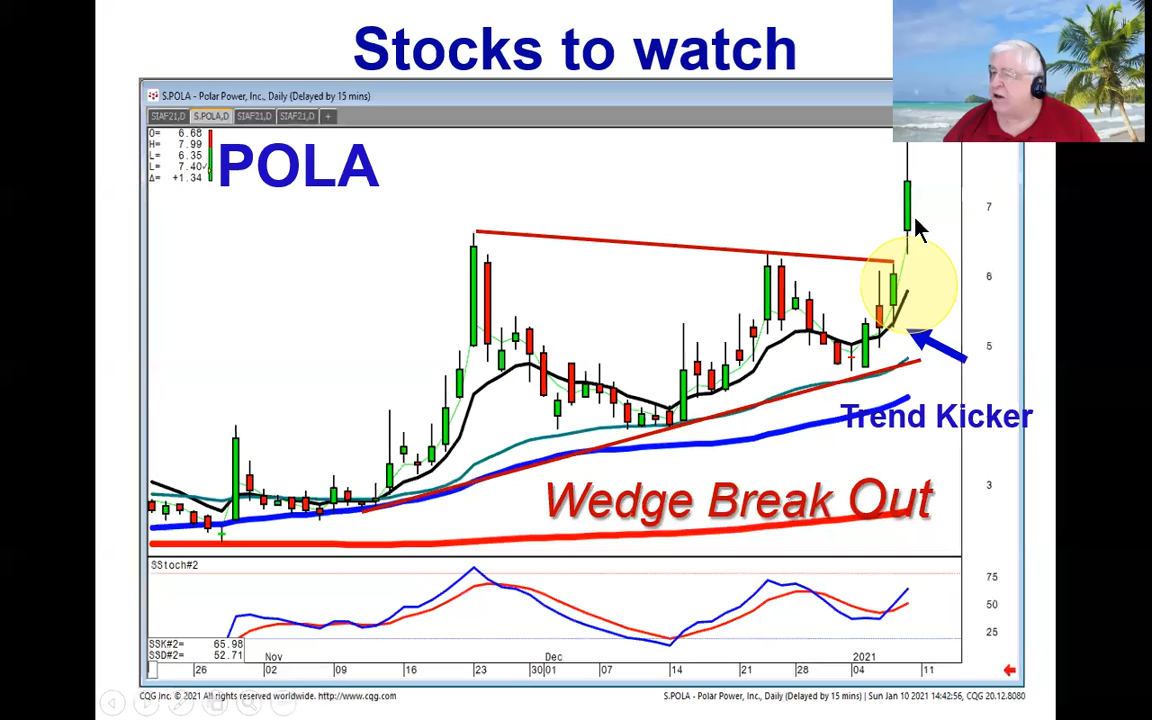 Stocks to watch
S.POLA - Polar Power, Inc., Daily (Delayed by 15 mins)
SIAF21,D S.POLA,D SIAF21,D SIAF21,D +
O= 6.68
H= 7.99
L= 6.35
L= 7.40
Δ= +1.34
POLA
7
6
5
Trend Kicker
3
Wedge Break Out
SStoch#2
75
50
25
SSK#2= 65.98
SSD#2= 52.71
Nov Dec 2021
26 02 09 16 23 30 01 07 14 21 28 04 11
CQG Inc. © 2021 All rights reserved worldwide. http://www.cqg.com
S.POLA - Polar Power, Inc., Daily (Delayed by 15 mins) | Sun Jan 10 2021 14:42:56, CQG 20.12.8080